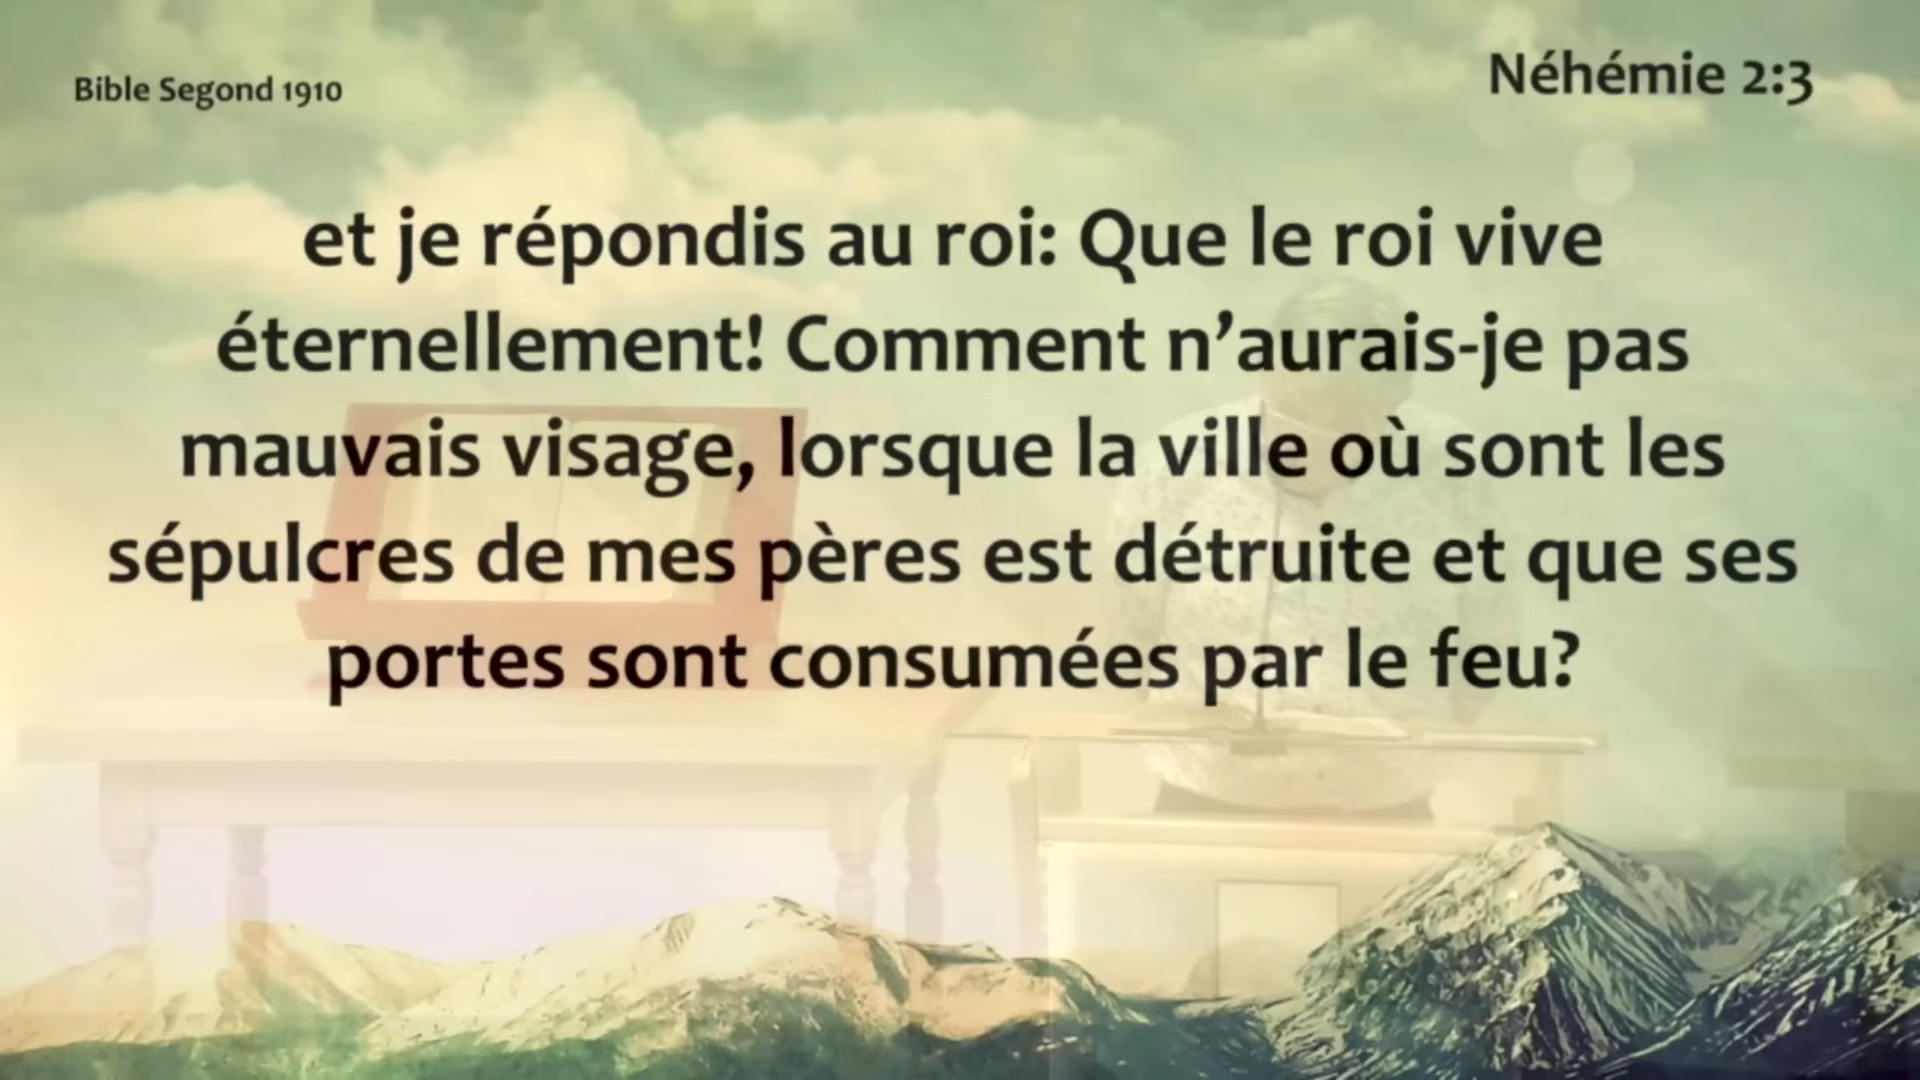 Bible Segond 1910
Néhémie 2:3
et je répondis au roi: Que le roi vive
éternellement! Comment n’aurais-je pas
mauvais visage, lorsque la ville où sont les
sépulcres de mes pères est détruite et que ses
portes sont consumées par le feu?